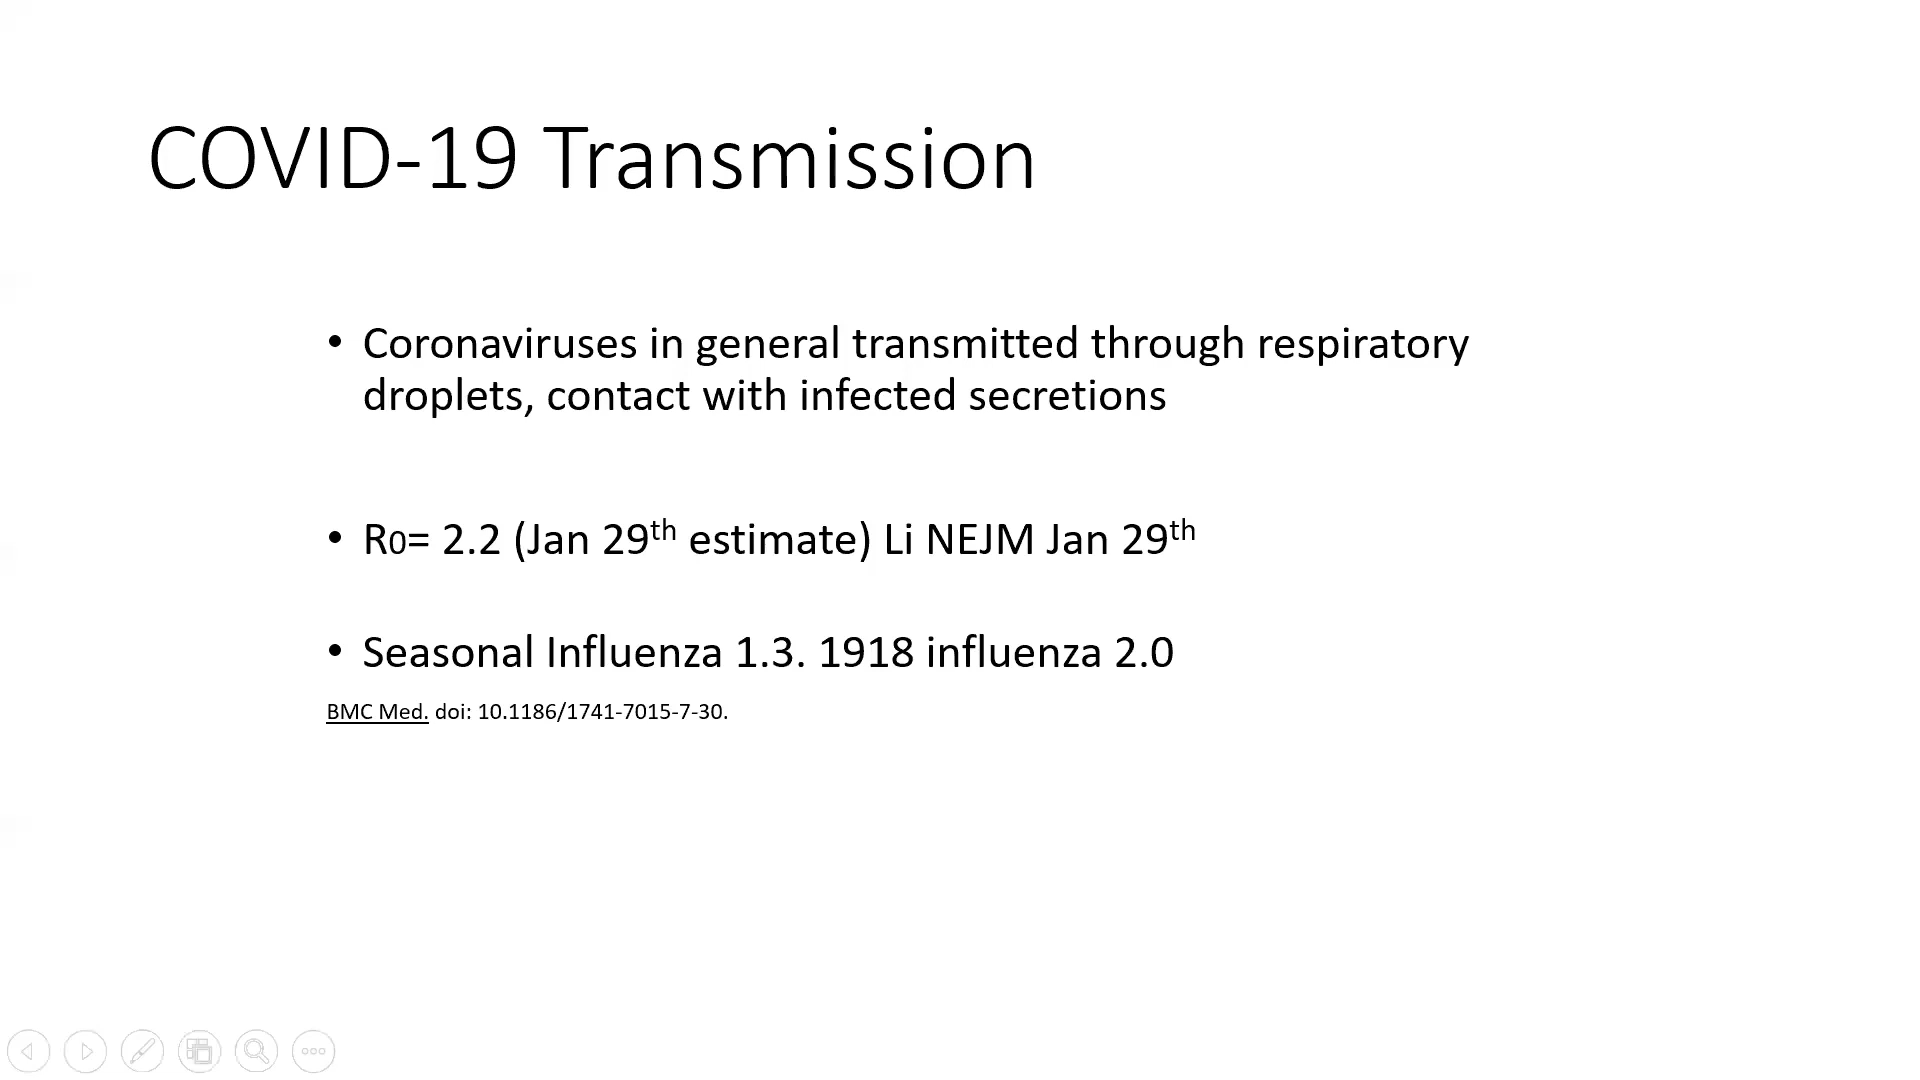 COVID-19 Transmission
• Coronaviruses in general transmitted through respiratory
droplets, contact with infected secretions
• R0= 2.2 (Jan 29th estimate) Li NEJM Jan 29th
• Seasonal Influenza 1.3. 1918 influenza 2.0
BMC Med. doi: 10.1186/1741-7015-7-30.